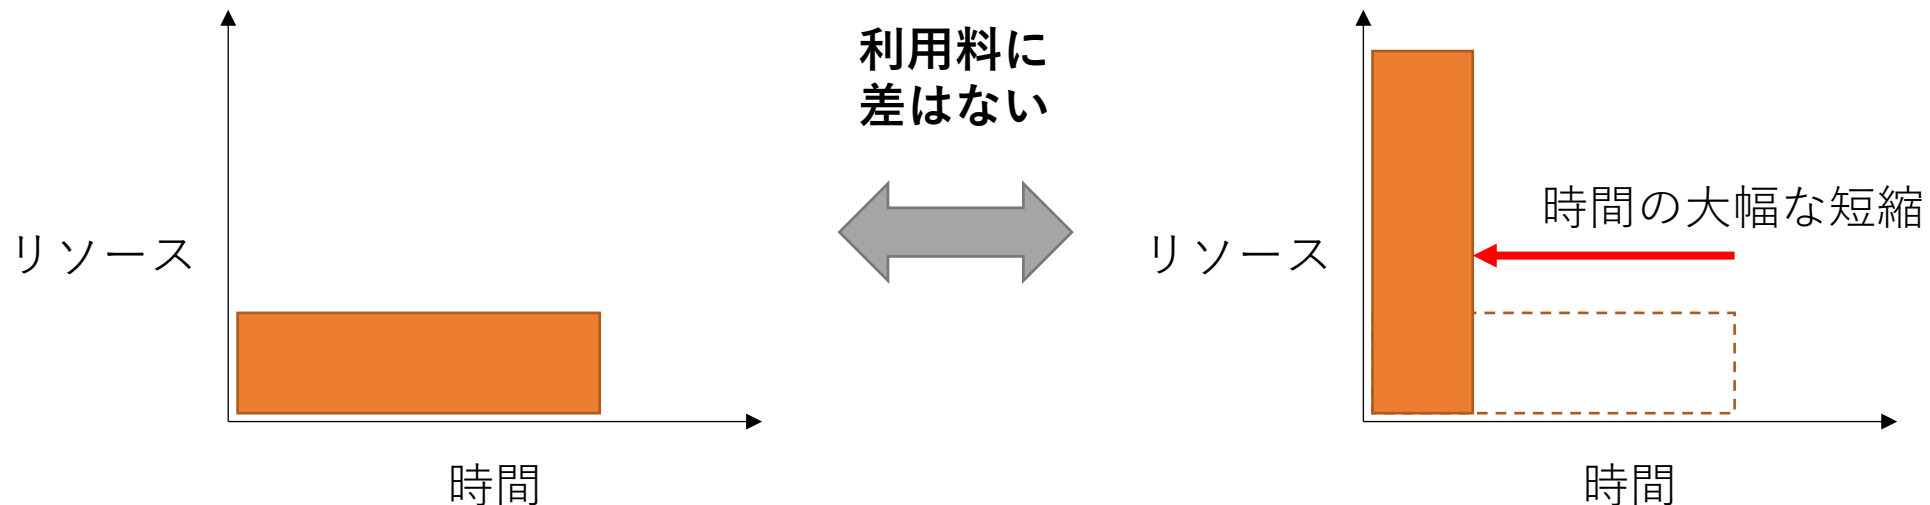 利用料に
差はない
リソース
時間
リソース
時間の大幅な短縮
時間